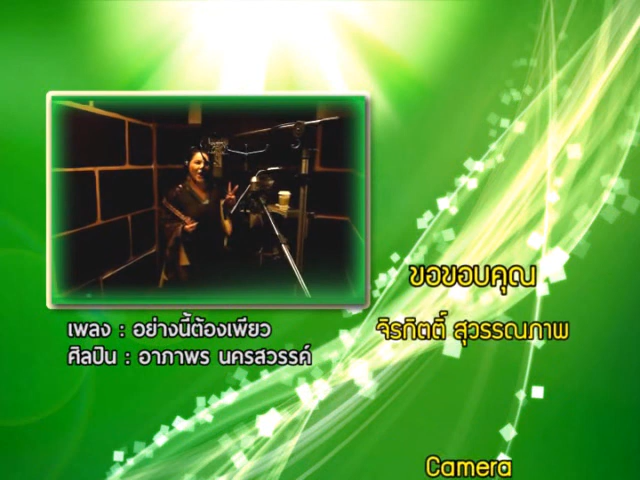 เพลง : อย่างนี้ต้องเพียว
ศิลปิน : อาภาพร นครสวรรค์
ขอขอบคุณ
จิรกิตติ์ สุวรรณภาพ
Camera